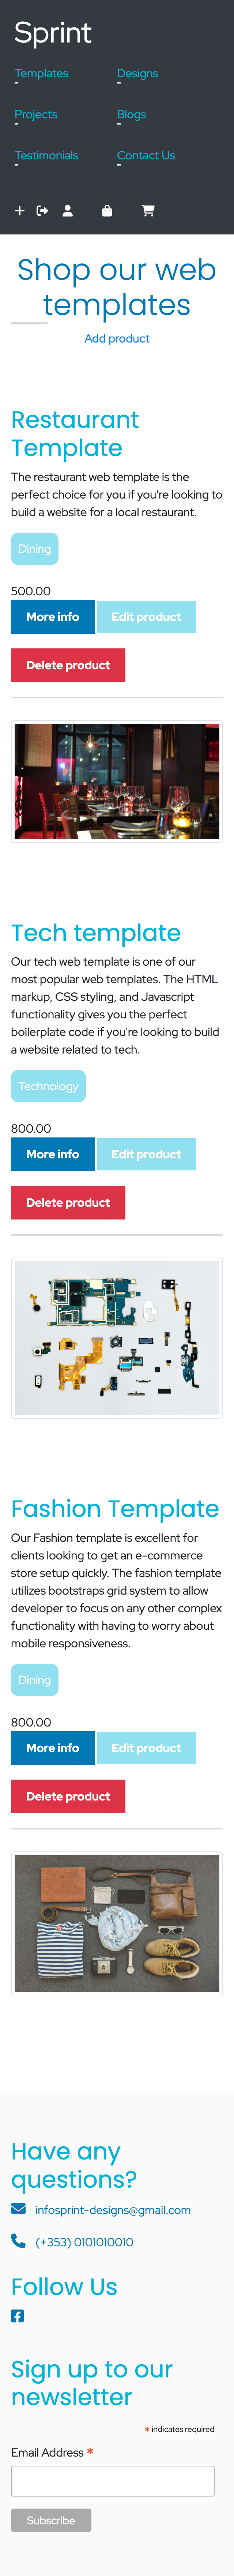 Sprint
Templates Designs
Projects Blogs
Testimonials Contact Us
Shop our web
templates
Add product
Restaurant
Template
The restaurant web template is the
perfect choice for you if you're looking to
build a website for a local restaurant.
Dining
500.00
More info Edit product
Delete product
Tech template
Our tech web template is one of our
most popular web templates. The HTML
markup, CSS styling, and Javascript
functionality gives you the perfect
boilerplate code if you're looking to build
a website related to tech.
Technology
800.00
More info Edit product
Delete product
Fashion Template
Our Fashion template is excellent for
clients looking to get an e-commerce
store setup quickly. The fashion template
utilizes bootstraps grid system to allow
developer to focus on any other complex
functionality with having to worry about
mobile responsiveness.
Dining
800.00
More info Edit product
Delete product
Have any
questions?
infosprint-designs@gmail.com
(+353) 0101010010
Follow Us
Sign up to our
newsletter
* indicates required
Email Address *
Subscribe